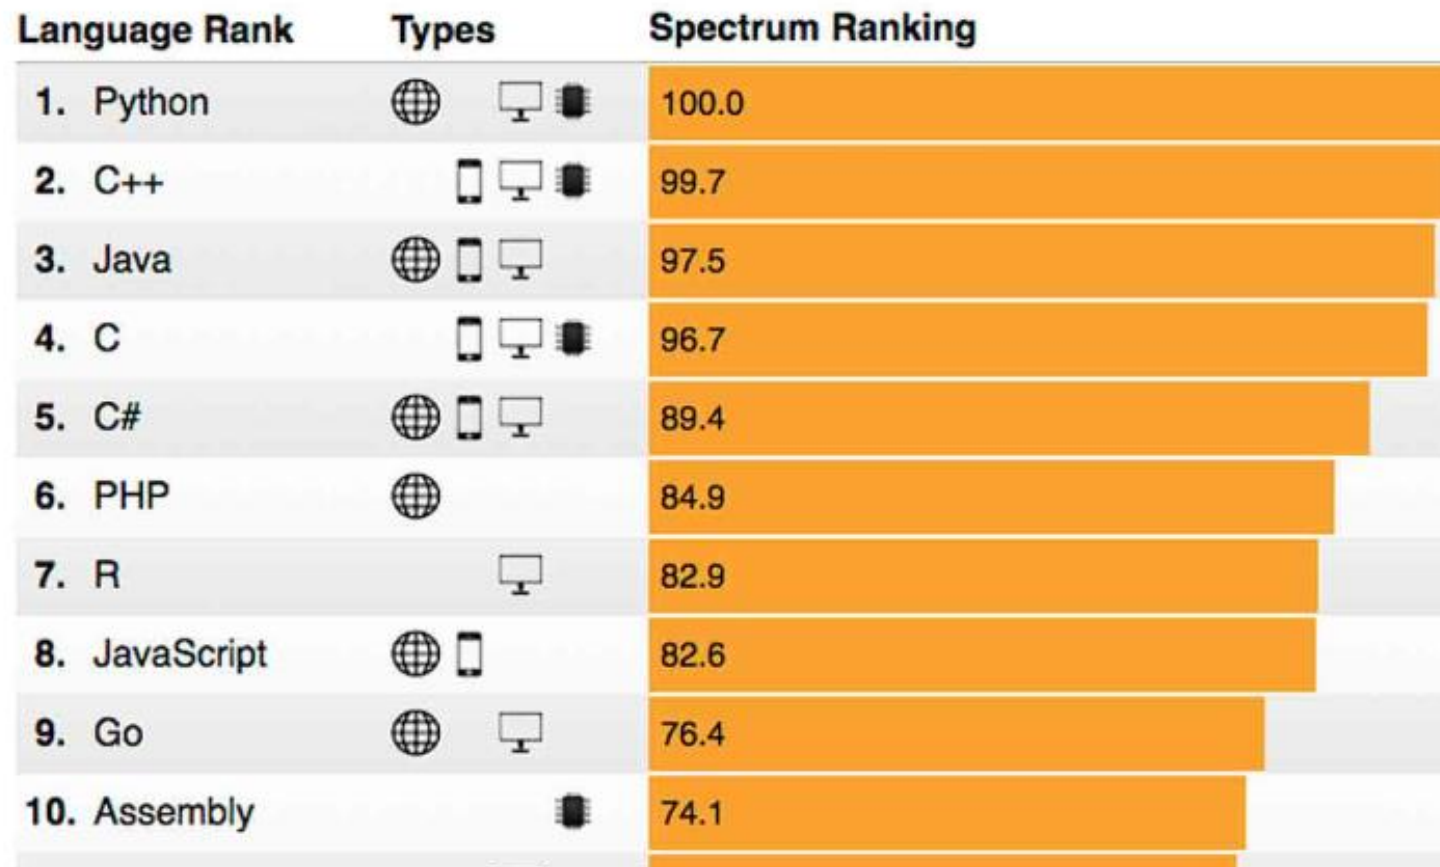 Language Rank Types Spectrum Ranking
1. Python 100.0
2. C++ 99.7
3. Java 97.5
4. C 96.7
5. C# 89.4
6. PHP 84.9
7. R 82.9
8. JavaScript 82.6
9. Go 76.4
10. Assembly 74.1